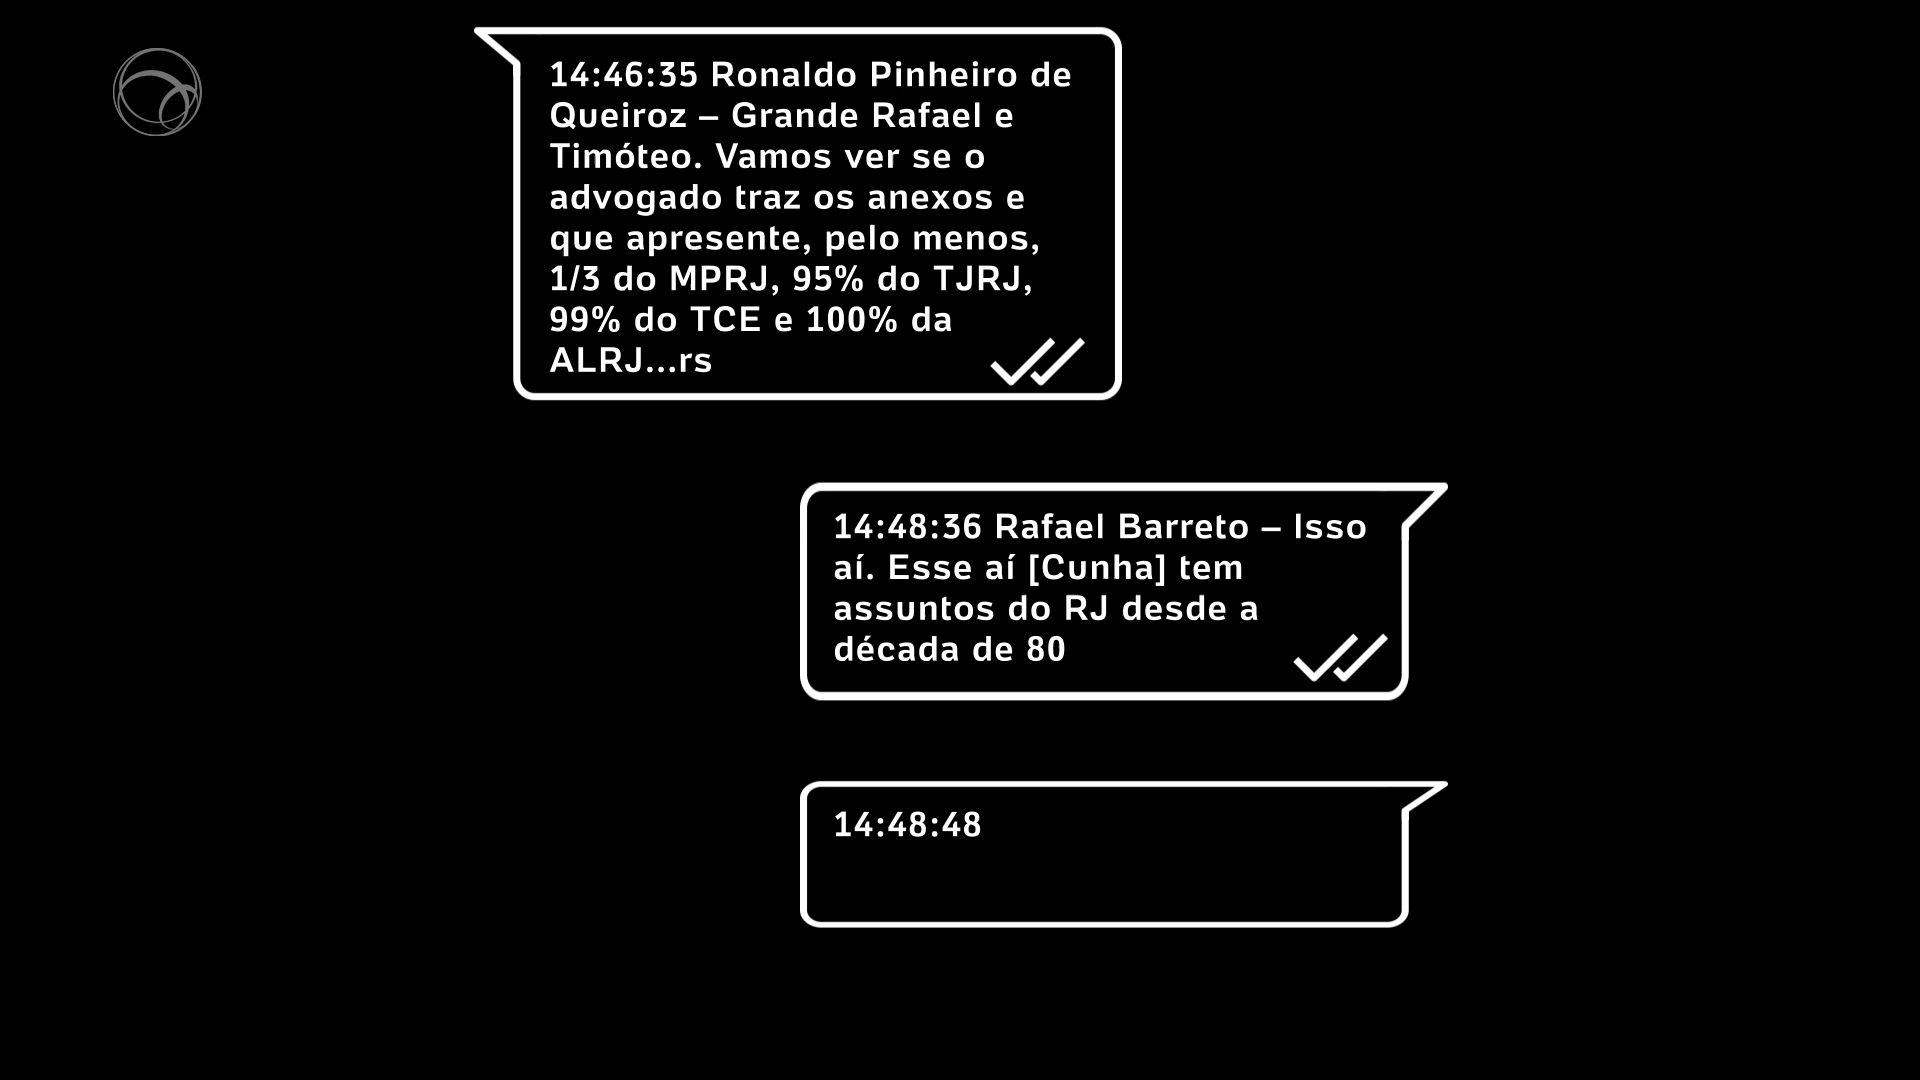 14:46:35 Ronaldo Pinheiro de
Queiroz – Grande Rafael e
Timóteo. Vamos ver se o
advogado traz os anexos e
que apresente, pelo menos,
1/3 do MPRJ, 95% do TJRJ,
99% do TCE e 100% da
ALRJ...rs
14:48:36 Rafael Barreto – Isso
aí. Esse aí [Cunha] tem
assuntos do RJ desde a
década de 80
14:48:48